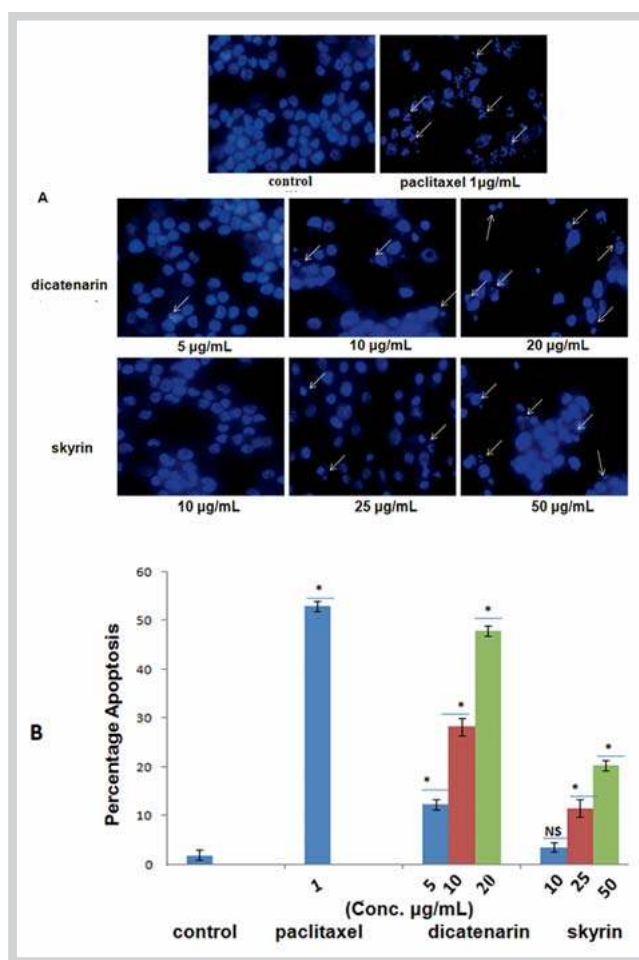 control
paclitaxel 1µg/mL
A
dicatenarin
5 µg/mL
10 µg/mL
20 µg/mL
skyrin
10 µg/mL
25 µg/mL
50 µg/mL
B
Percentage Apoptosis
60
50
40
30
20
10
0
*
*
*
*
NS
*
*
1
5
10
20
10
25
50
(Conc. µg/mL)
control
paclitaxel
dicatenarin
skyrin